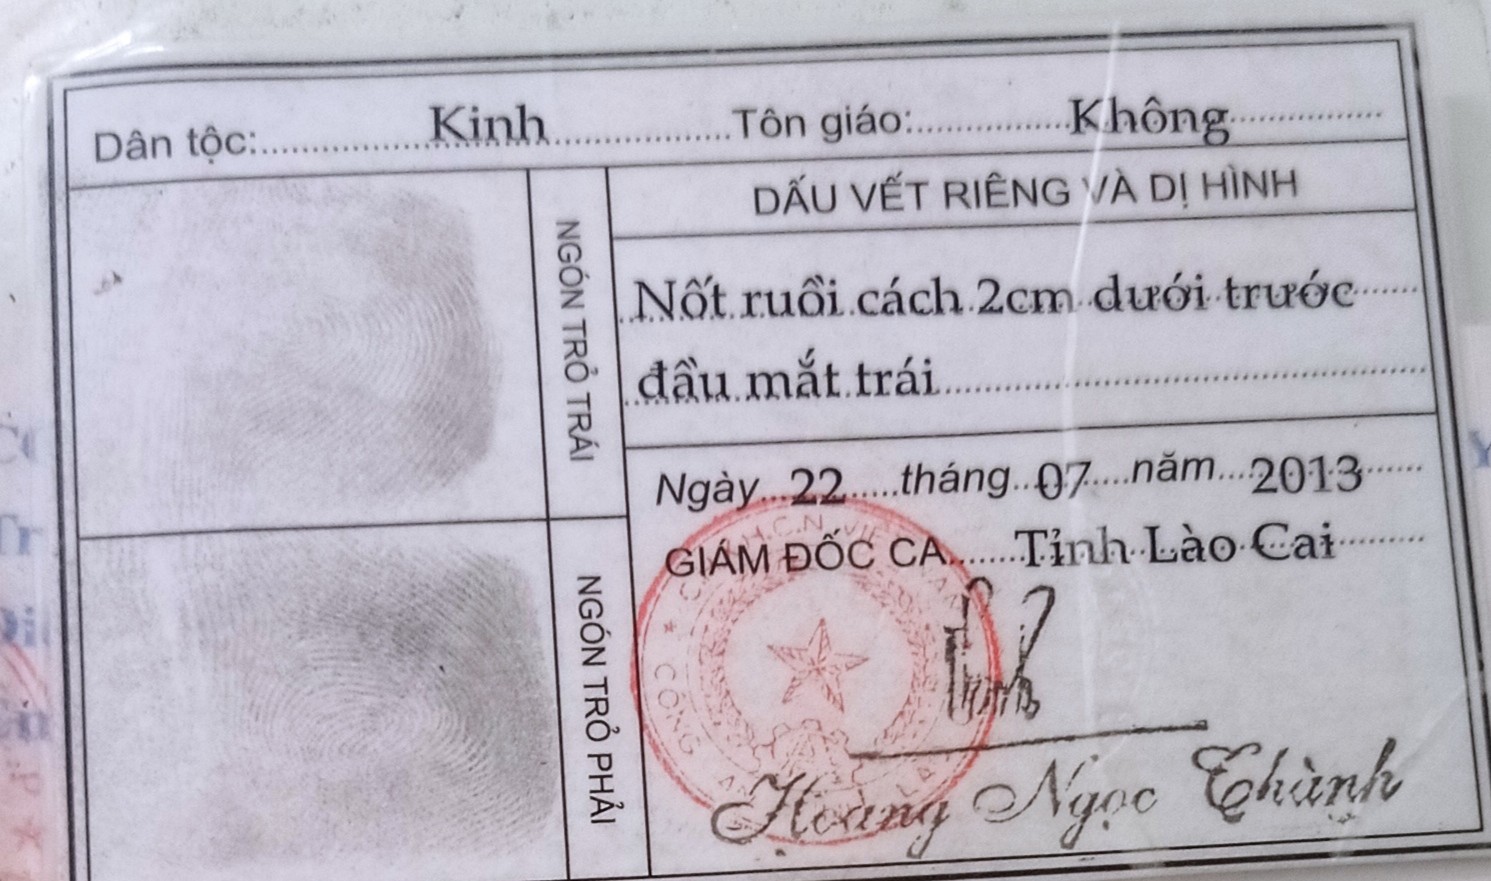 Dân tộc: Kinh Tôn giáo: Không
DẤU VẾT RIÊNG VÀ DỊ HÌNH
NGÓN TRỎ TRÁI
Nốt ruồi cách 2cm dưới trước
đầu mắt trái
Ngày 22 tháng 07 năm 2013
GIÁM ĐỐC CA Tỉnh Lào Cai
NGÓN TRỎ PHẢI
CÔNG
Hoàng Ngọc Thành